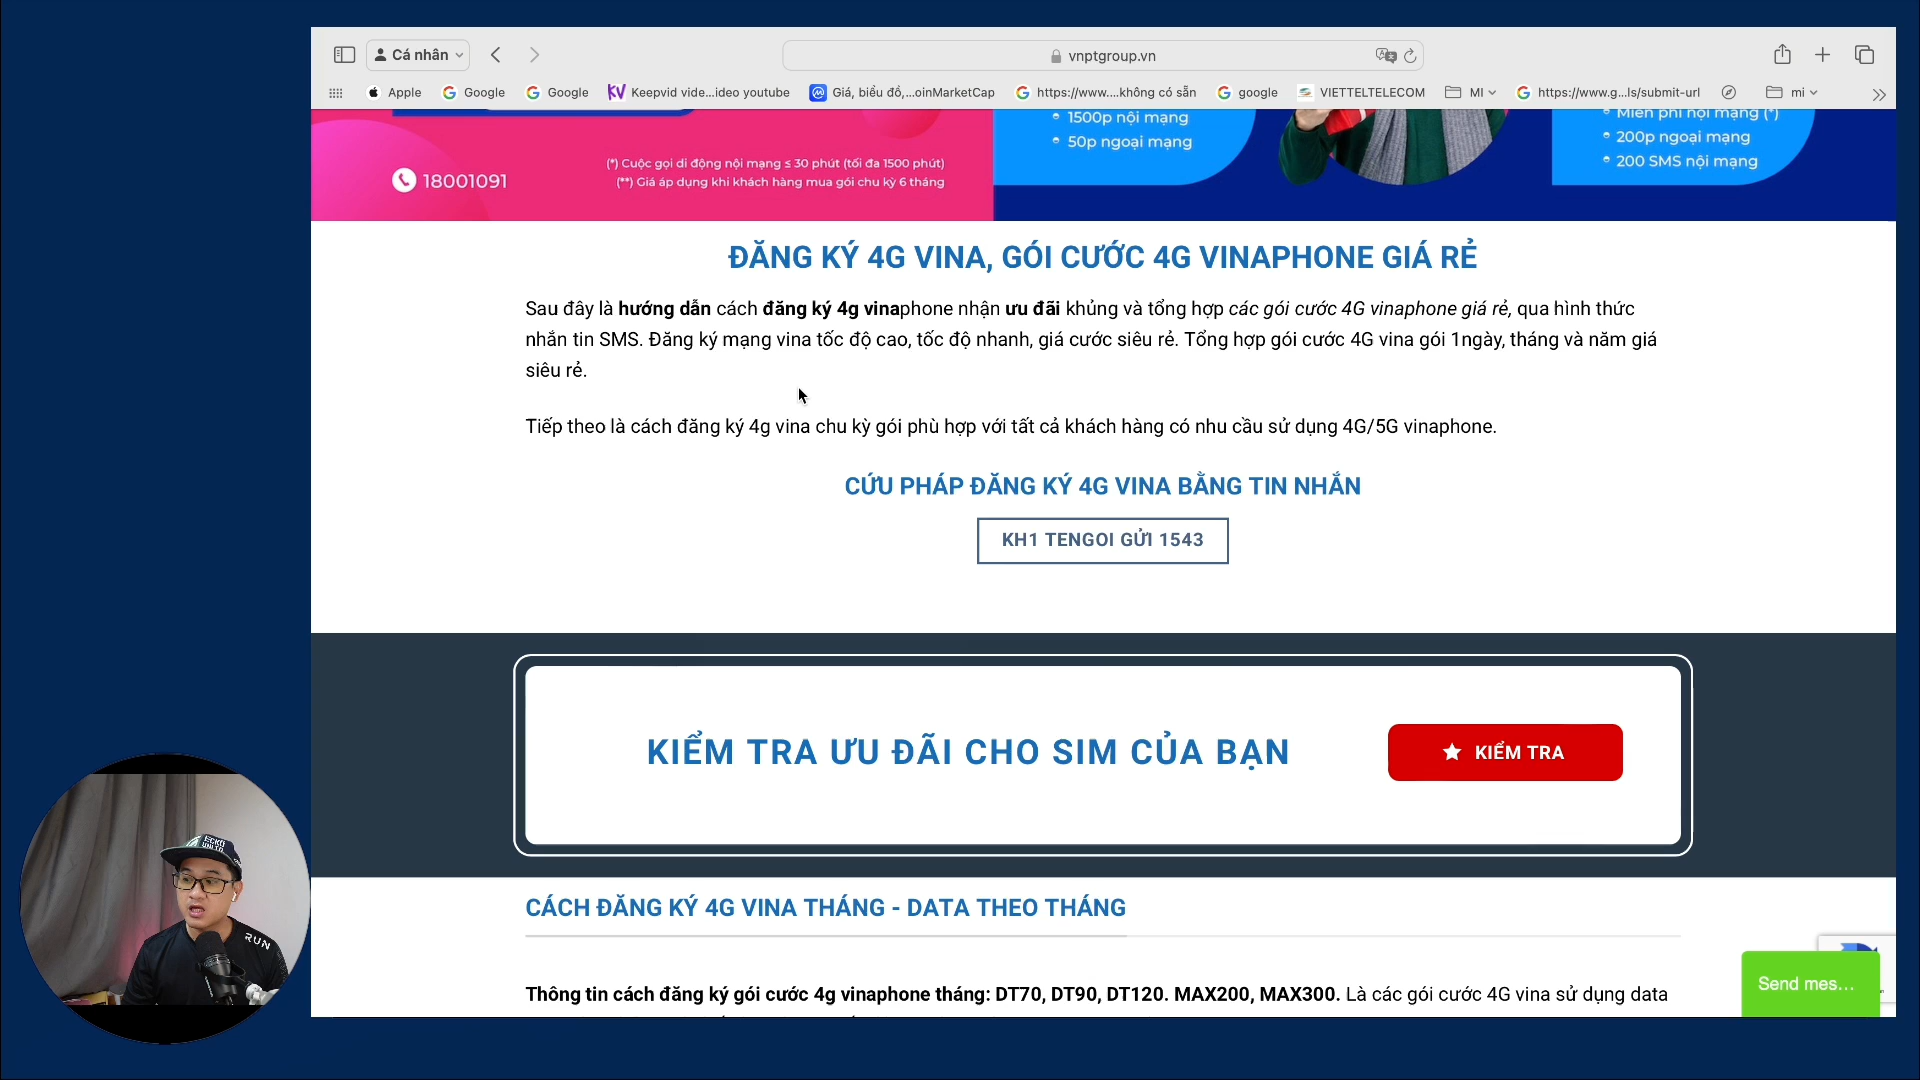 Cá nhân
vnptgroup.vn
Apple
Google
Google
KV Keepvid vide...ideo youtube
Giá, biểu đồ,...oinMarketCap
https://www....không có sẵn
google
VIETTELTELECOM
MI
https://www.g...ls/submit-url
mi
18001091
(*) Cuộc gọi di động nội mạng ≤ 30 phút (tối đa 1500 phút)
(**) Giá áp dụng khi khách hàng mua gói chu kỳ 6 tháng
1500p nội mạng
50p ngoại mạng
Miễn phí nội mạng (*)
200p ngoại mạng
200 SMS nội mạng
ĐĂNG KÝ 4G VINA, GÓI CƯỚC 4G VINAPHONE GIÁ RẺ
Sau đây là hướng dẫn cách đăng ký 4g vinaphone nhận ưu đãi khủng và tổng hợp các gói cước 4G vinaphone giá rẻ, qua hình thức
nhắn tin SMS. Đăng ký mạng vina tốc độ cao, tốc độ nhanh, giá cước siêu rẻ. Tổng hợp gói cước 4G vina gói 1ngày, tháng và năm giá
siêu rẻ.
Tiếp theo là cách đăng ký 4g vina chu kỳ gói phù hợp với tất cả khách hàng có nhu cầu sử dụng 4G/5G vinaphone.
CỨU PHÁP ĐĂNG KÝ 4G VINA BẰNG TIN NHẮN
KH1 TENGOI GỬI 1543
KIỂM TRA ƯU ĐÃI CHO SIM CỦA BẠN
KIỂM TRA
CÁCH ĐĂNG KÝ 4G VINA THÁNG - DATA THEO THÁNG
Thông tin cách đăng ký gói cước 4g vinaphone tháng: DT70, DT90, DT120. MAX200, MAX300. Là các gói cước 4G vina sử dụng data
Send mes...
ECKO
UNLTD
RUN